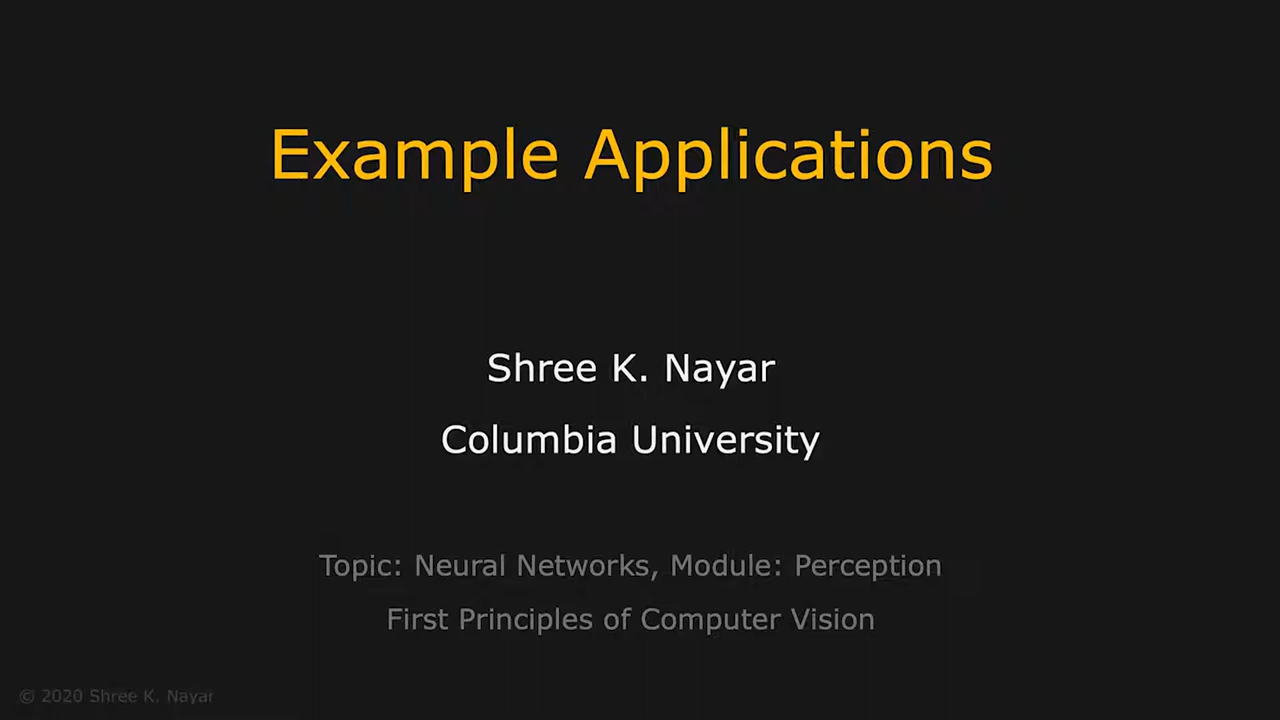 Example Applications
Shree K. Nayar
Columbia University
Topic: Neural Networks, Module: Perception
First Principles of Computer Vision
© 2020 Shree K. Nayar